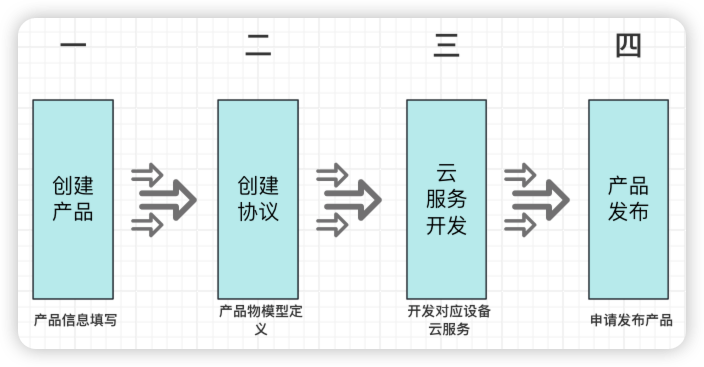 一
二
三
四
创建
产品
创建
协议
云
服务
开发
产品
发布
产品信息填写
产品物模型定
义
开发对应设备
云服务
申请发布产品